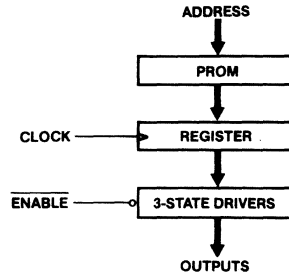 ADDRESS
PROM
CLOCK
REGISTER
ENABLE
3-STATE DRIVERS
OUTPUTS